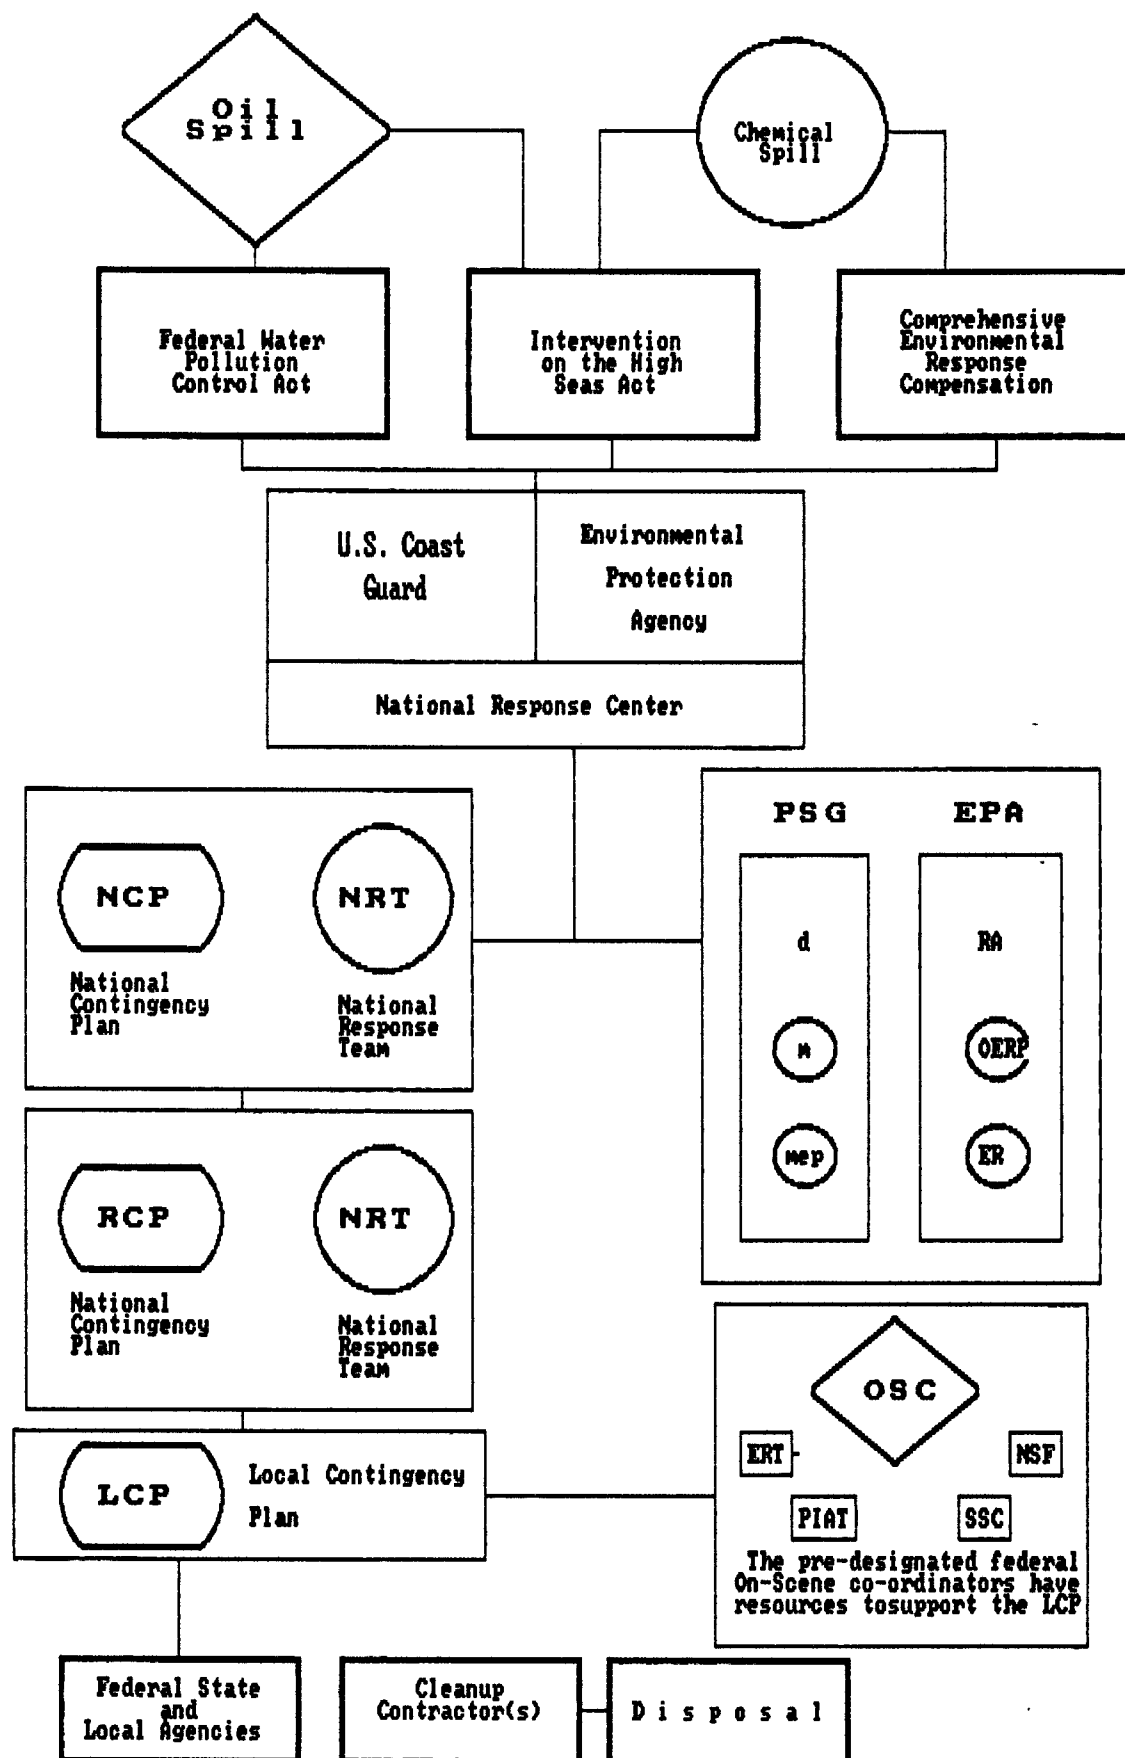 Oil
Spill
Chemical
Spill
Federal Water
Pollution
Control Act
Intervention
on the High
Seas Act
Comprehensive
Environmental
Response
Compensation
U.S. Coast
Guard
Environmental
Protection
Agency
National Response Center
NCP
NRT
National
Contingency
Plan
National
Response
Team
PSG
EPA
d
RA
m
OERP
mep
ER
RCP
NRT
National
Contingency
Plan
National
Response
Team
OSC
ERT
NSF
PIAT
SSC
The pre-designated federal
On-Scene co-ordinators have
resources tosupport the LCP
LCP
Local Contingency
Plan
Federal State
and
Local Agencies
Cleanup
Contractor(s)
Disposal